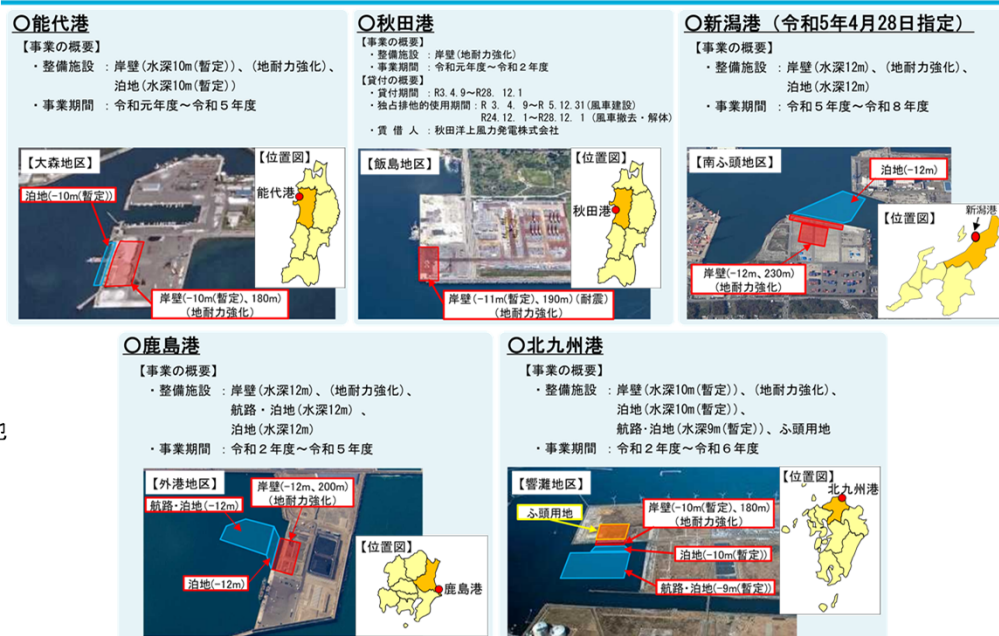 〇能代港
【事業の概要】
・整備施設 ：岸壁(水深10m(暫定))、(地耐力強化)、
泊地(水深10m(暫定))
・事業期間 ：令和元年度～令和５年度
【大森地区】
泊地(-10m(暫定))
岸壁(-10m(暫定)、180m)
(地耐力強化)
【位置図】
能代港
〇秋田港
【事業の概要】
・整備施設 ：岸壁(地耐力強化)
・事業期間 ：令和元年度～令和２年度
【貸付の概要】
・貸付期間 ：R3.4.9～R28. 12.1
・独占排他的使用期間：R 3. 4. 9～R 5.12.31(風車建設)
R24.12. 1～R28.12. 1 (風車撤去・解体)
・賃 借 人 ：秋田洋上風力発電株式会社
【飯島地区】
岸壁(-11m(暫定)、190m)(耐震)
(地耐力強化)
【位置図】
秋田港
〇新潟港（令和5年4月28日指定）
【事業の概要】
・整備施設 ：岸壁(水深12m)、(地耐力強化)、
泊地(水深12m)
・事業期間 ：令和５年度～令和８年度
【南ふ頭地区】
泊地(-12m)
岸壁(-12m、230m)
(地耐力強化)
【位置図】
新潟港
〇鹿島港
【事業の概要】
・整備施設 ：岸壁(水深12m)、(地耐力強化)、
航路・泊地(水深12m) 、
泊地(水深12m)
・事業期間 ：令和２年度～令和５年度
【外港地区】
航路・泊地(-12m)
岸壁(-12m、200m)
(地耐力強化)
泊地(-12m)
【位置図】
鹿島港
〇北九州港
【事業の概要】
・整備施設 ：岸壁(水深10m(暫定))、(地耐力強化)、
泊地(水深10m(暫定))、
航路・泊地(水深9m(暫定))、ふ頭用地
・事業期間 ：令和２年度～令和６年度
【響灘地区】
ふ頭用地
岸壁(-10m(暫定)、180m)
(地耐力強化)
泊地(-10m(暫定))
航路・泊地(-9m(暫定))
【位置図】
北九州港